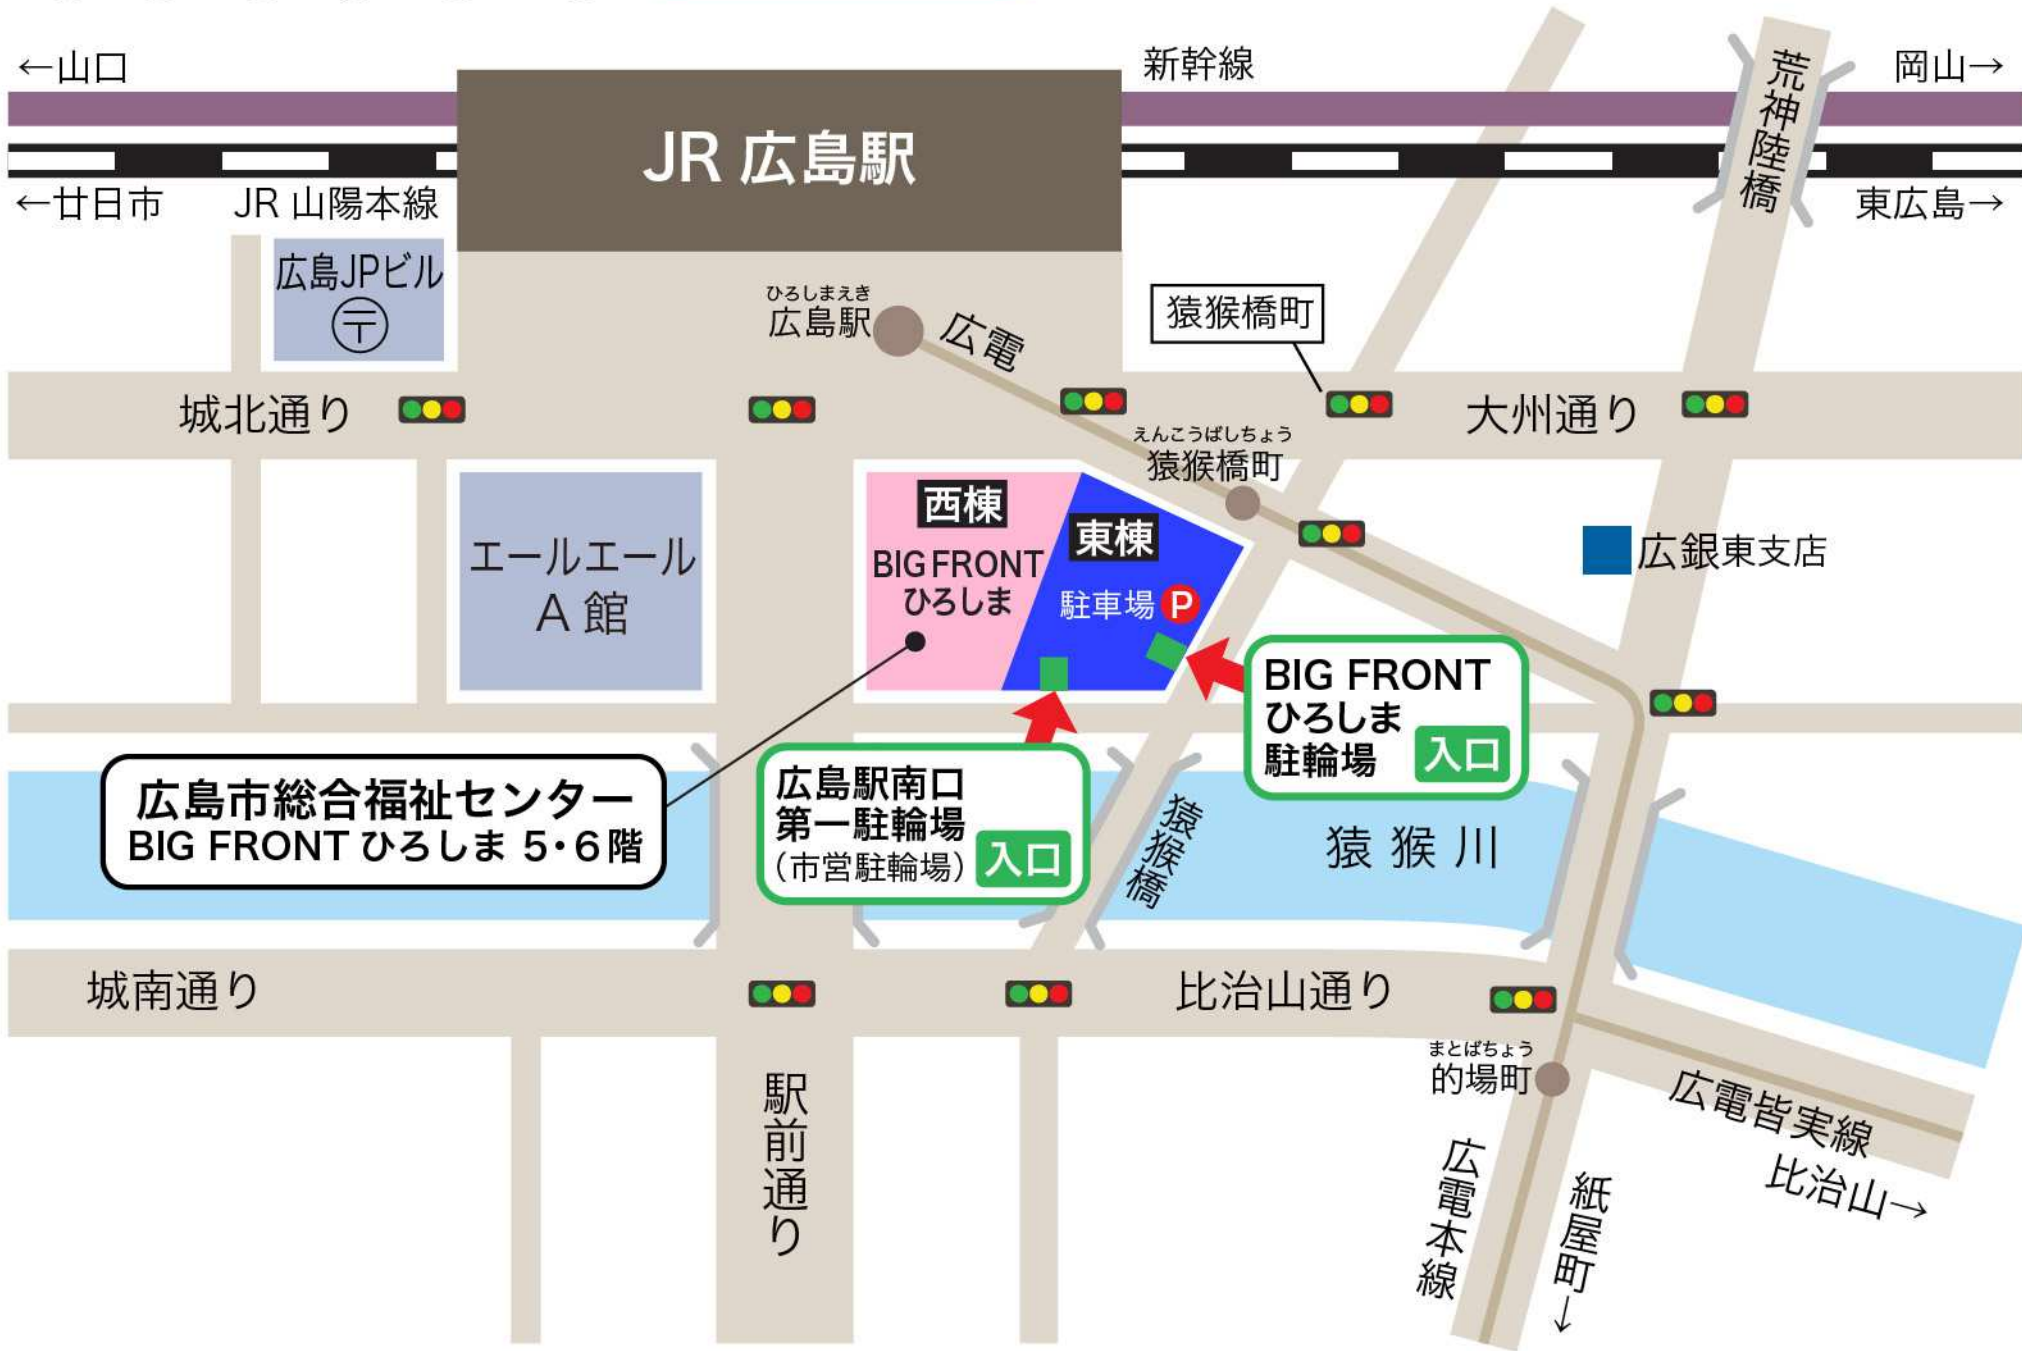 ←山口
新幹線
岡山→
荒神陸橋
JR 広島駅
←廿日市
JR 山陽本線
東広島→
広島JPビル
〒
ひろしまえき
広島駅
広電
猿猴橋町
城北通り
大州通り
えんこうばしちょう
猿猴橋町
西棟
BIG FRONT
ひろしま
東棟
駐車場 P
エールエール
A 館
広銀東支店
BIG FRONT
ひろしま
駐輪場 入口
広島市総合福祉センター
BIG FRONT ひろしま 5・6 階
広島駅南口
第一駐輪場
（市営駐輪場） 入口
猿猴橋
猿猴川
城南通り
比治山通り
まとばちょう
的場町
駅前通り
広電皆実線
比治山→
広電本線
紙屋町→